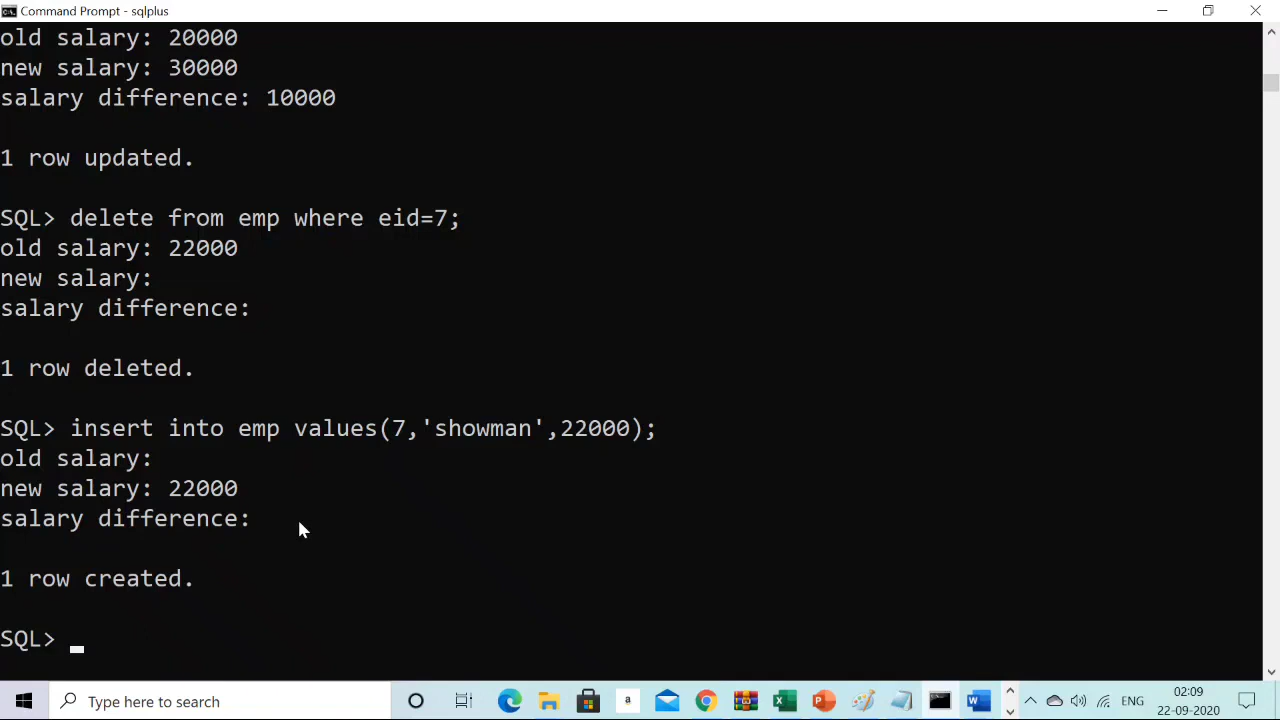 Command Prompt - sqlplus
old salary: 20000
new salary: 30000
salary difference: 10000
1 row updated.
SQL> delete from emp where eid=7;
old salary: 22000
new salary:
salary difference:
1 row deleted.
SQL> insert into emp values(7,'showman',22000);
old salary:
new salary: 22000
salary difference:
1 row created.
SQL>
Type here to search
a
ENG
02:09
22-09-2020